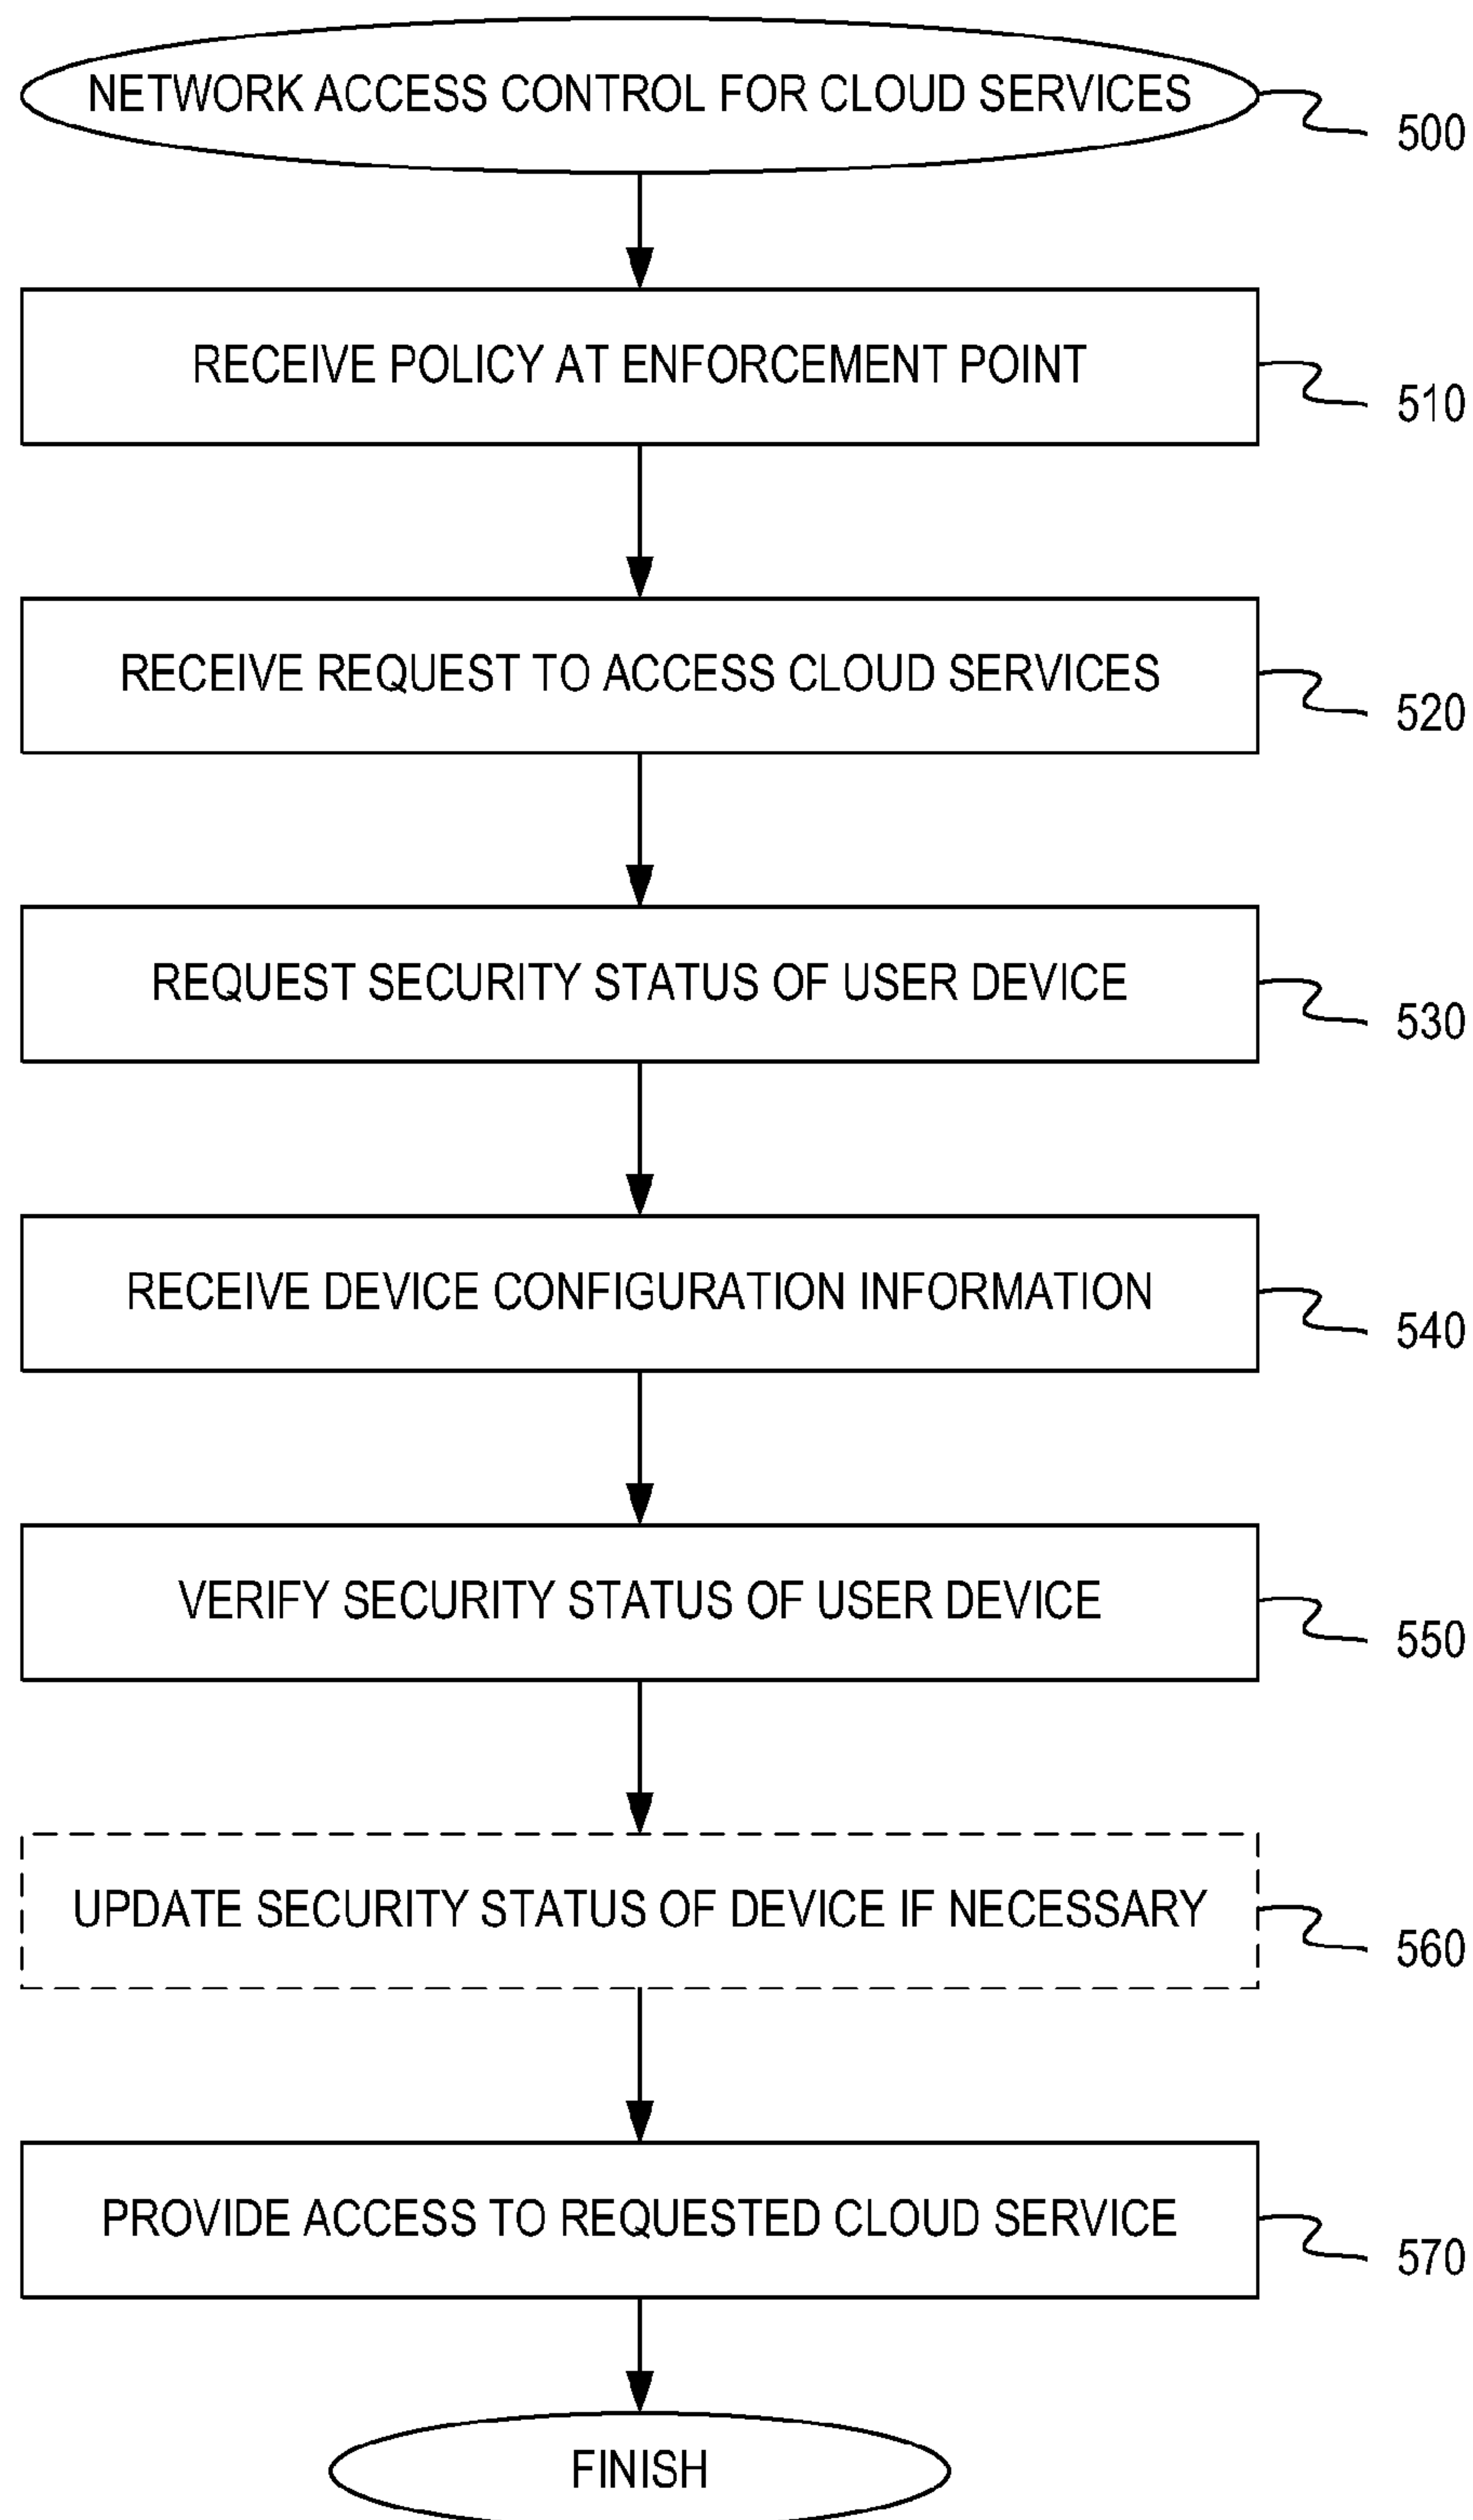 NETWORK ACCESS CONTROL FOR CLOUD SERVICES
500
RECEIVE POLICY AT ENFORCEMENT POINT
510
RECEIVE REQUEST TO ACCESS CLOUD SERVICES
520
REQUEST SECURITY STATUS OF USER DEVICE
530
RECEIVE DEVICE CONFIGURATION INFORMATION
540
VERIFY SECURITY STATUS OF USER DEVICE
550
UPDATE SECURITY STATUS OF DEVICE IF NECESSARY
560
PROVIDE ACCESS TO REQUESTED CLOUD SERVICE
570
FINISH